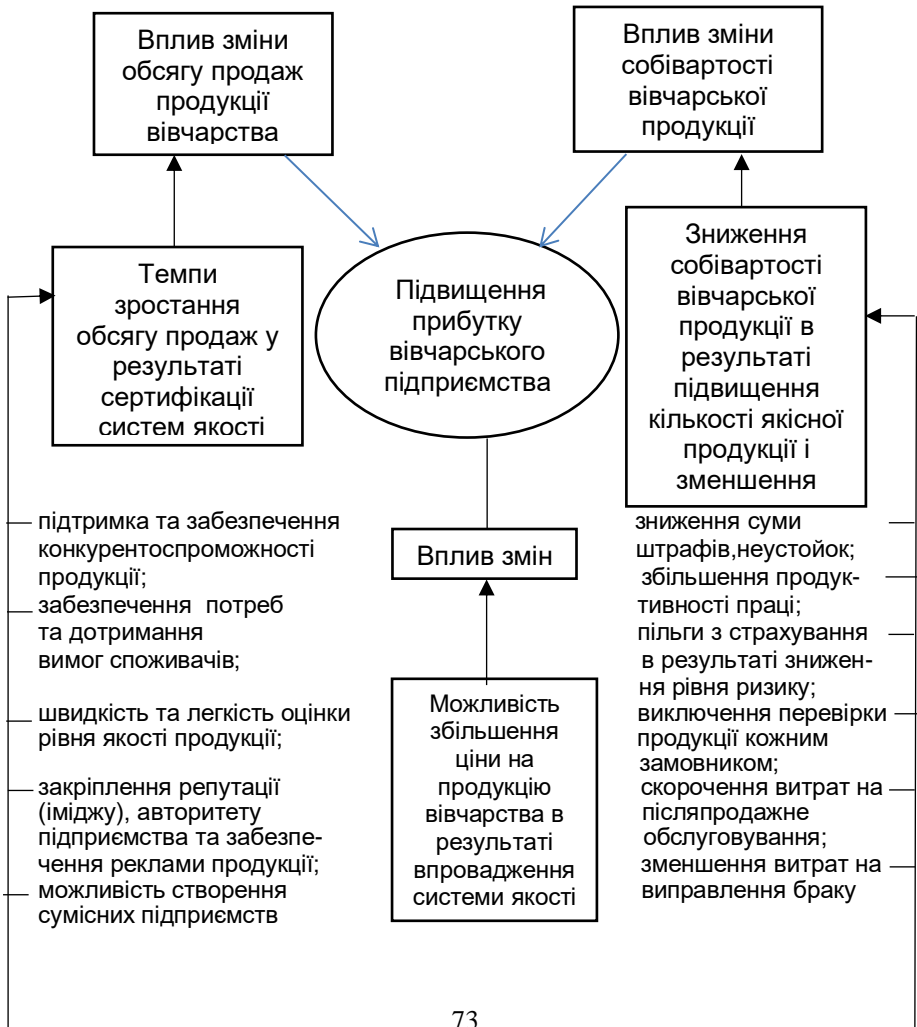 Вплив зміни
обсягу продаж
продукції
вівчарства
Вплив зміни
собівартості
вівчарської
продукції
Темпи
зростання
обсягу продаж у
результаті
сертифікації
систем якості
Підвищення
прибутку
вівчарського
підприємства
Зниження
собівартості
вівчарської
продукції в
результаті
підвищення
кількості якісної
продукції і
зменшення
підтримка та забезпечення
конкурентоспроможності
продукції;
забезпечення потреб
та дотримання
вимог споживачів;
швидкість та легкість оцінки
рівня якості продукції;
закріплення репутації
(іміджу), авторитету
підприємства та забезпе-
чення реклами продукції;
можливість створення
сумісних підприємств
Вплив змін
Можливість
збільшення
ціни на
продукцію
вівчарства в
результаті
впровадження
системи якості
зниження суми
штрафів,неустойок;
збільшення продук-
тивності праці;
пільги з страхування
в результаті знижен-
ня рівня ризику;
виключення перевірки
продукції кожним
замовником;
скорочення витрат на
післяпродажне
обслуговування;
зменшення витрат на
виправлення браку
73